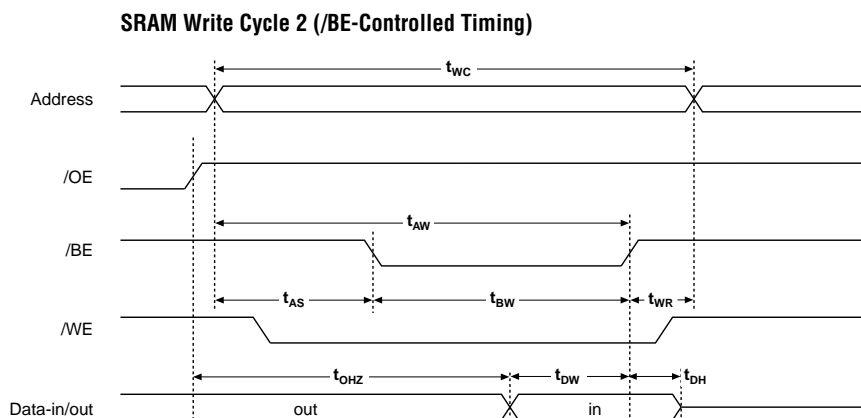 SRAM Write Cycle 2 (/BE-Controlled Timing)
tWC
Address
/OE
tAW
/BE
tAS tBW tWR
/WE
tOHZ tDW tDH
Data-in/out out in